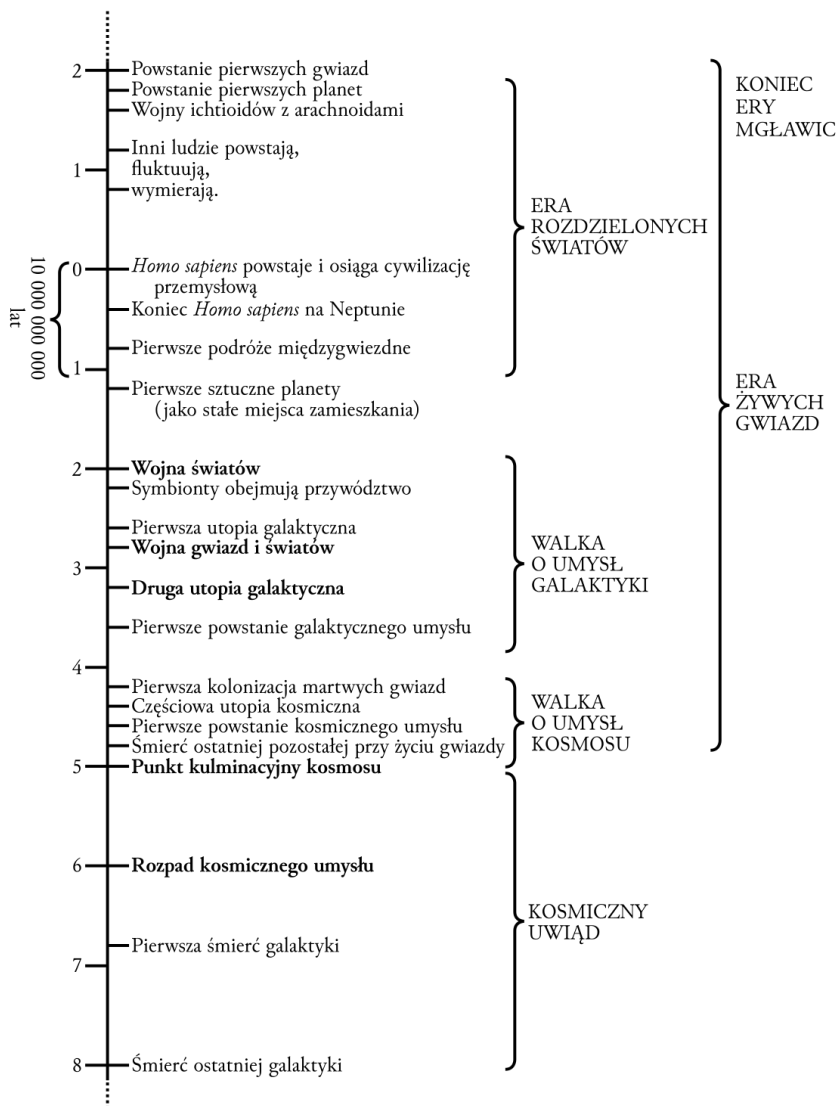 2
Powstanie pierwszych gwiazd
Powstanie pierwszych planet
Wojny ichtioidów z arachnoidami
Inni ludzie powstają,
1
fluktuują,
wymierają.
0
Homo sapiens powstaje i osiąga cywilizację
przemysłową
Koniec Homo sapiens na Neptunie
Pierwsze podróże międzygwiezdne
1
10 000 000 000
lat
Pierwsze sztuczne planety
(jako stałe miejsca zamieszkania)
2
Wojna światów
Symbionty obejmują przywództwo
Pierwsza utopia galaktyczna
Wojna gwiazd i światów
3
Druga utopia galaktyczna
Pierwsze powstanie galaktycznego umysłu
4
Pierwsza kolonizacja martwych gwiazd
Częściowa utopia kosmiczna
Pierwsze powstanie kosmicznego umysłu
Śmierć ostatniej pozostałej przy życiu gwiazdy
5
Punkt kulminacyjny kosmosu
6
Rozpad kosmicznego umysłu
Pierwsza śmierć galaktyki
7
8
Śmierć ostatniej galaktyki
ERA
ROZDZIELONYCH
ŚWIATÓW
WALKA
O UMYSŁ
GALAKTYKI
WALKA
O UMYSŁ
KOSMOSU
KOSMICZNY
UWIĄD
KONIEC
ERY
MGŁAWIC
ERA
ŻYWYCH
GWIAZD